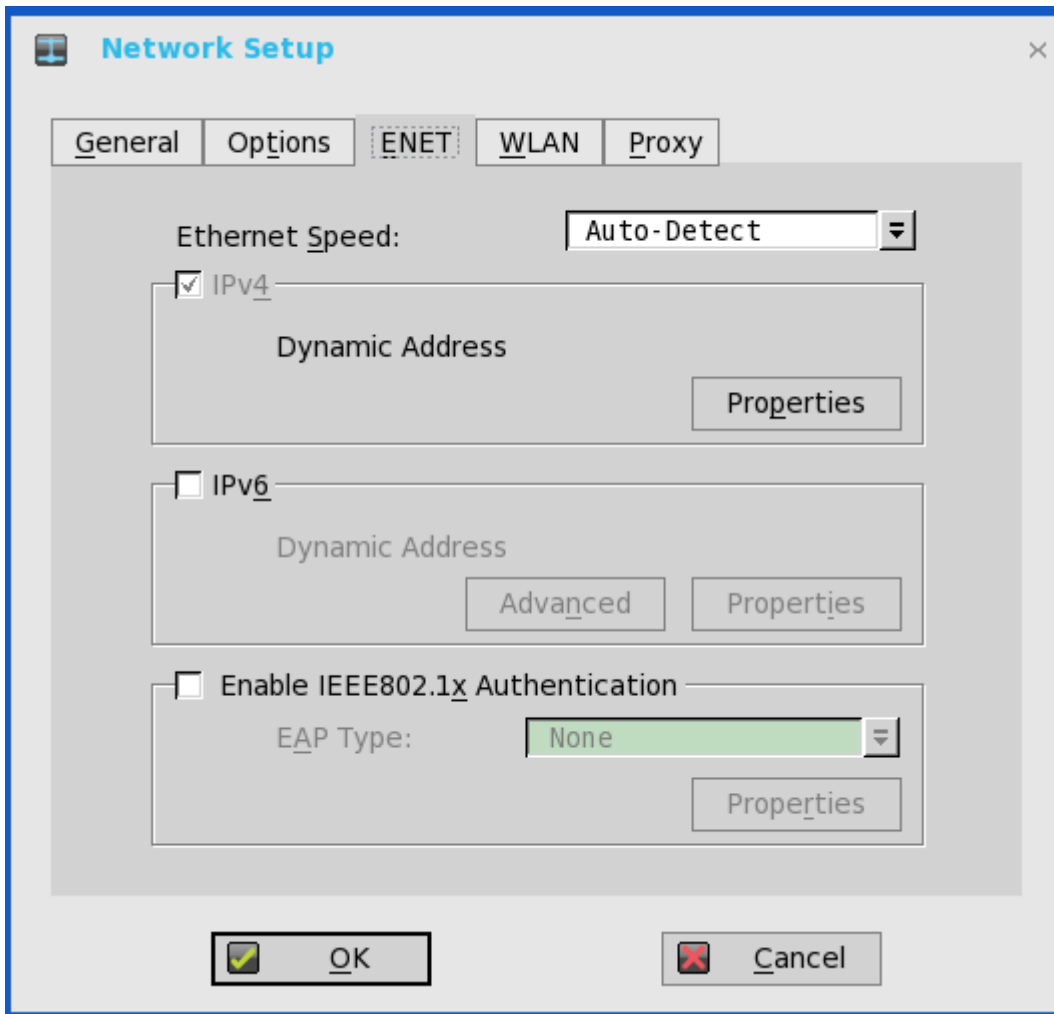 Network Setup
General Options ENET WLAN Proxy
Ethernet Speed: Auto-Detect
IPv4
Dynamic Address
Properties
IPv6
Dynamic Address
Advanced Properties
Enable IEEE802.1x Authentication
EAP Type: None
Properties
OK Cancel